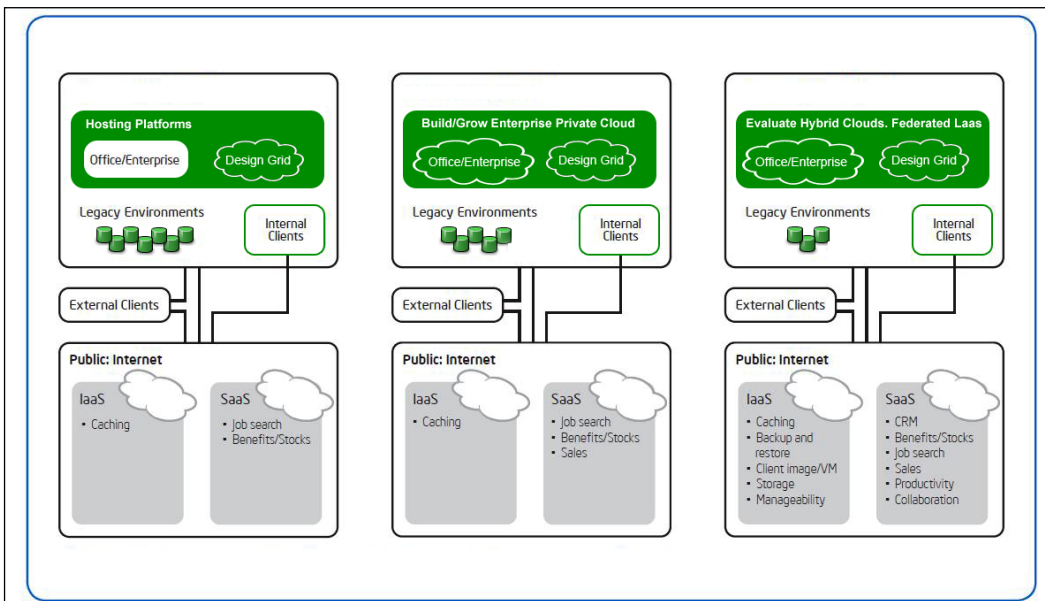 Hosting Platforms
Office/Enterprise
Design Grid
Legacy Environments
Internal
Clients
External Clients
Public: Internet
IaaS
• Caching
SaaS
• Job search
• Benefits/Stocks
Build/Grow Enterprise Private Cloud
Office/Enterprise
Design Grid
Legacy Environments
Internal
Clients
External Clients
Public: Internet
IaaS
• Caching
SaaS
• Job search
• Benefits/Stocks
• Sales
Evaluate Hybrid Clouds. Federated Laas
Office/Enterprise
Design Grid
Legacy Environments
Internal
Clients
External Clients
Public: Internet
IaaS
• Caching
• Backup and
restore
• Client image/VM
• Storage
• Manageability
SaaS
• CRM
• Benefits/Stocks
• Job search
• Sales
• Productivity
• Collaboration